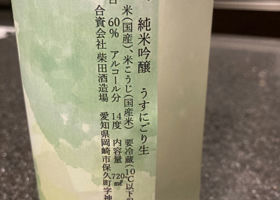 純米吟醸 うすにごり生
米(国産)、米こうじ(国産米)
60% アルコール分 14度 要冷蔵(10℃以下
合資会社 柴田酒造場 内容量 720ml
愛知県岡崎市保久町字神